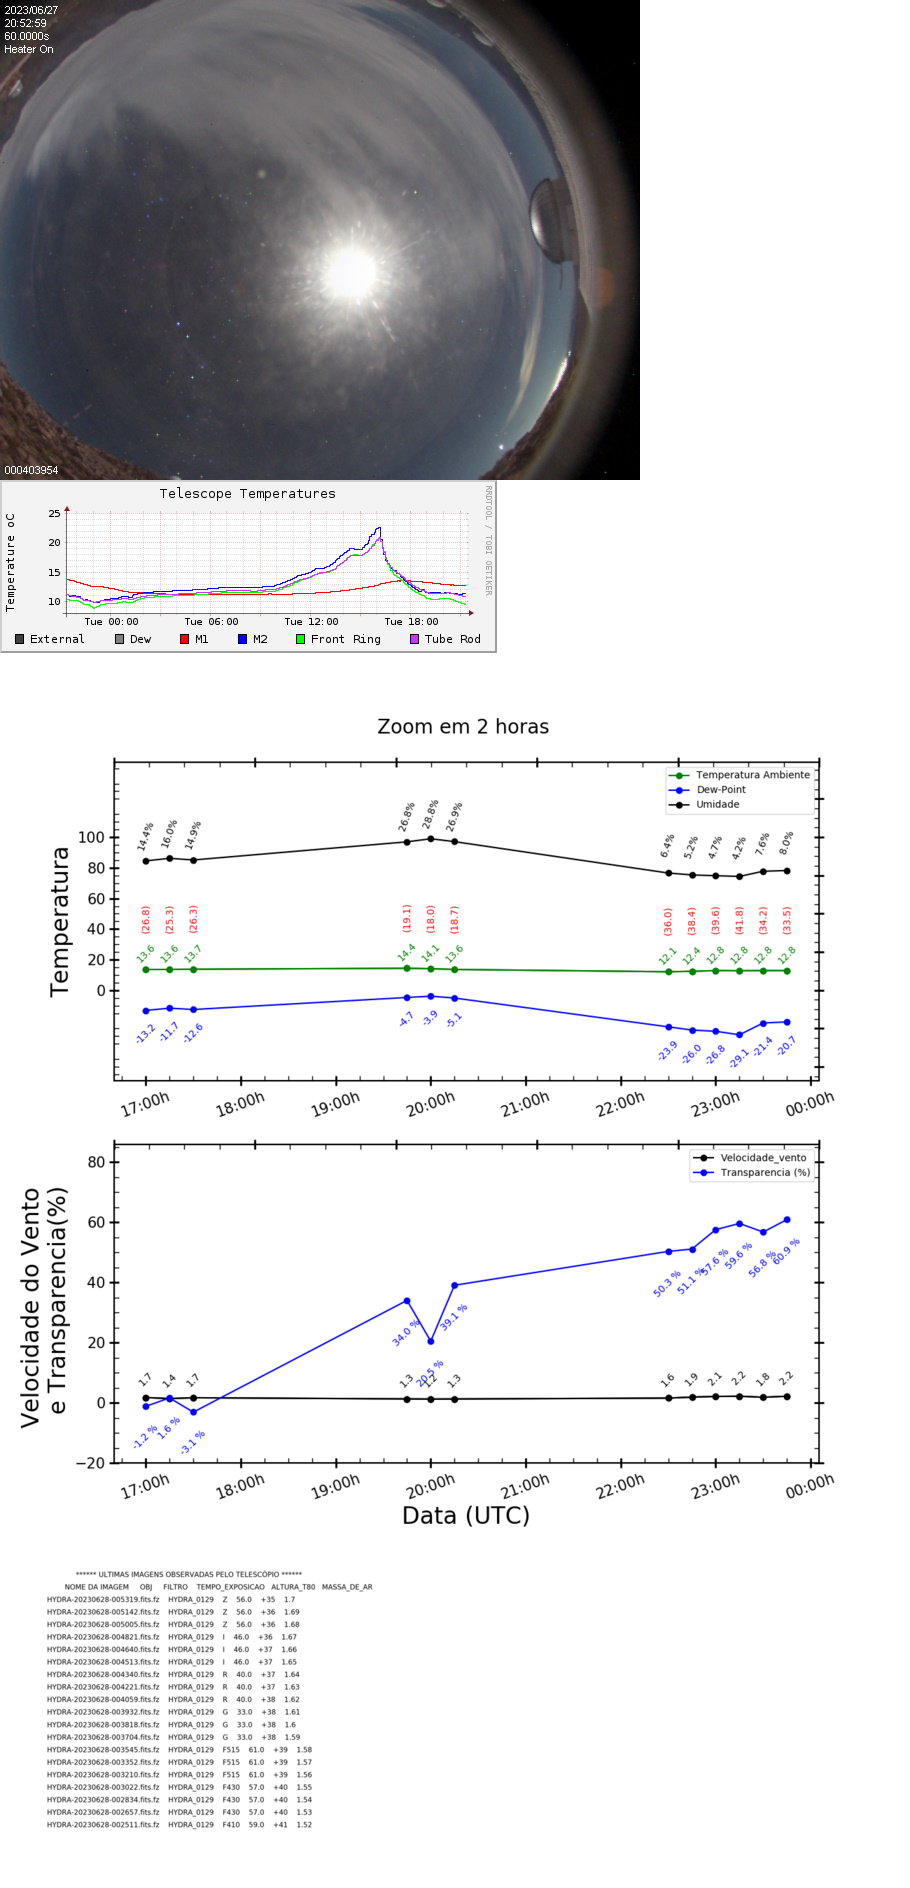 2023/06/27
20:52:59
60.0000s
Heater On
000403954
Telescope Temperatures
RRDTOOL / TOBI OETIKER
Temperature oC
25
20
15
10
Tue 00:00 Tue 06:00 Tue 12:00 Tue 18:00
External Dew M1 M2 Front Ring Tube Rod
Zoom em 2 horas
Temperatura Ambiente
Dew-Point
Umidade
Temperatura
100
80
60
40
20
0
14.4% 16.0% 14.9% 26.8% 28.8% 26.9% 6.4% 5.2% 4.7% 4.2% 7.6% 8.0%
(26.8) (25.3) (26.3) (19.1) (18.0) (18.7) (36.0) (38.4) (39.6) (41.8) (34.2) (33.5)
13.6 13.6 13.7 14.4 14.1 13.6 12.1 12.4 12.8 12.8 12.8 12.8
-13.2 -11.7 -12.6 -4.7 -3.9 -5.1 -23.9 -26.0 -26.8 -29.1 -21.4 -20.7
17:00h 18:00h 19:00h 20:00h 21:00h 22:00h 23:00h 00:00h
Velocidade_vento
Transparencia (%)
Velocidade do Vento
e Transparencia(%)
80
60
40
20
0
−20
50.3 % 51.1 % 57.6 % 59.6 % 56.8 % 60.9 %
34.0 % 20.5 % 39.1 %
1.7 1.4 1.7 1.3 1.2 1.3 1.6 1.9 2.1 2.2 1.8 2.2
-1.2 % 1.6 % -3.1 %
17:00h 18:00h 19:00h 20:00h 21:00h 22:00h 23:00h 00:00h
Data (UTC)
****** ULTIMAS IMAGENS OBSERVADAS PELO TELESCÓPIO ******
NOME DA IMAGEM OBJ FILTRO TEMPO_EXPOSICAO ALTURA_T80 MASSA_DE_AR
HYDRA-20230628-005319.fits.fz HYDRA_0129 Z 56.0 +35 1.7
HYDRA-20230628-005142.fits.fz HYDRA_0129 Z 56.0 +36 1.69
HYDRA-20230628-005005.fits.fz HYDRA_0129 Z 56.0 +36 1.68
HYDRA-20230628-004821.fits.fz HYDRA_0129 I 46.0 +36 1.67
HYDRA-20230628-004640.fits.fz HYDRA_0129 I 46.0 +37 1.66
HYDRA-20230628-004513.fits.fz HYDRA_0129 I 46.0 +37 1.65
HYDRA-20230628-004340.fits.fz HYDRA_0129 R 40.0 +37 1.64
HYDRA-20230628-004221.fits.fz HYDRA_0129 R 40.0 +37 1.63
HYDRA-20230628-004059.fits.fz HYDRA_0129 R 40.0 +38 1.62
HYDRA-20230628-003932.fits.fz HYDRA_0129 G 33.0 +38 1.61
HYDRA-20230628-003818.fits.fz HYDRA_0129 G 33.0 +38 1.6
HYDRA-20230628-003704.fits.fz HYDRA_0129 G 33.0 +38 1.59
HYDRA-20230628-003545.fits.fz HYDRA_0129 F515 61.0 +39 1.58
HYDRA-20230628-003352.fits.fz HYDRA_0129 F515 61.0 +39 1.57
HYDRA-20230628-003210.fits.fz HYDRA_0129 F515 61.0 +39 1.56
HYDRA-20230628-003022.fits.fz HYDRA_0129 F430 57.0 +40 1.55
HYDRA-20230628-002834.fits.fz HYDRA_0129 F430 57.0 +40 1.54
HYDRA-20230628-002657.fits.fz HYDRA_0129 F430 57.0 +40 1.53
HYDRA-20230628-002511.fits.fz HYDRA_0129 F410 59.0 +41 1.52